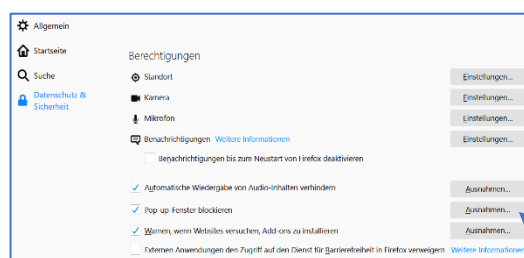 Allgemein
Startseite
Suche
Datenschutz &
Sicherheit
Berechtigungen
Standort Einstellungen...
Kamera Einstellungen...
Mikrofon Einstellungen...
Benachrichtigungen Weitere Informationen Einstellungen...
Benachrichtigungen bis zum Neustart von Firefox deaktivieren
Automatische Wiedergabe von Audio-Inhalten verhindern Ausnahmen...
Pop-up-Fenster blockieren Ausnahmen...
Warnen, wenn Websites versuchen, Add-ons zu installieren Ausnahmen...
Externen Anwendungen den Zugriff auf den Dienst für Barrierefreiheit in Firefox verweigern Weitere Informationen